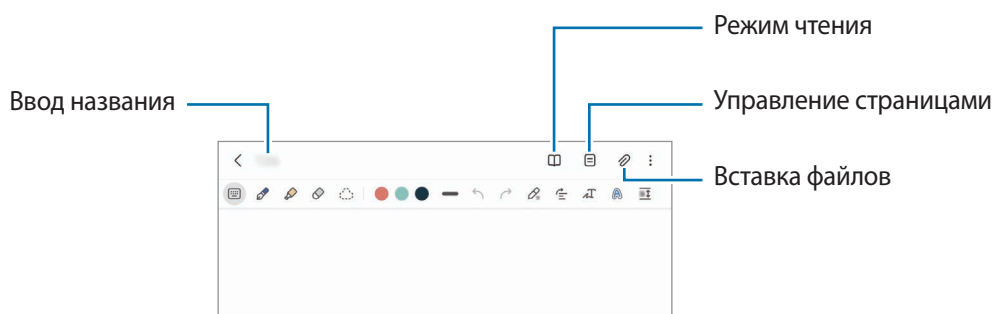 Режим чтения
Ввод названия
Управление страницами
Вставка файлов